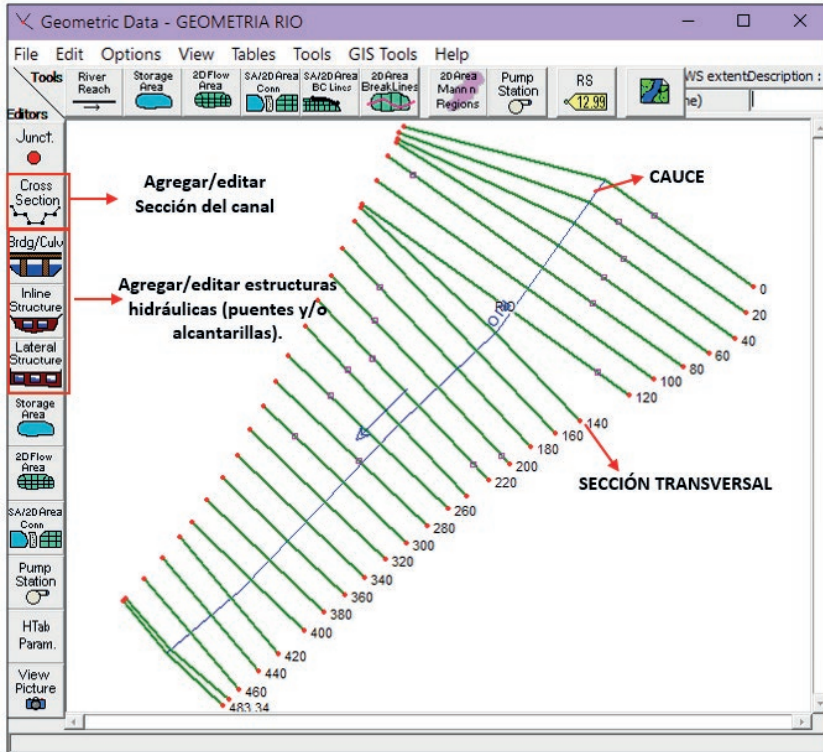 Geometric Data - GEOMETRIA RIO
File Edit Options View Tables Tools GIS Tools Help
Tools
Editors
River
Reach
Storage
Area
2D Flow
Area
SA/2D Area
Conn
SA/2D Area
BC Lines
2D Area
BreakLines
2D Area
Mann n
Regions
Pump
Station
RS
12.99
WS extent
Description :
ne)
Junct.
Cross
Section
Brdg/Culv
Inline
Structure
Lateral
Structure
Storage
Area
2D Flow
Area
SA/2D Area
Conn
Pump
Station
HTab
Param.
View
Picture
Agregar/editar
Sección del canal
Agregar/editar estructuras
hidráulicas (puentes y/o
alcantarillas).
CAUCE
RIO
SECCIÓN TRANSVERSAL
0
20
40
60
80
100
120
140
160
180
200
220
260
280
300
320
340
360
380
400
420
440
460
483.34